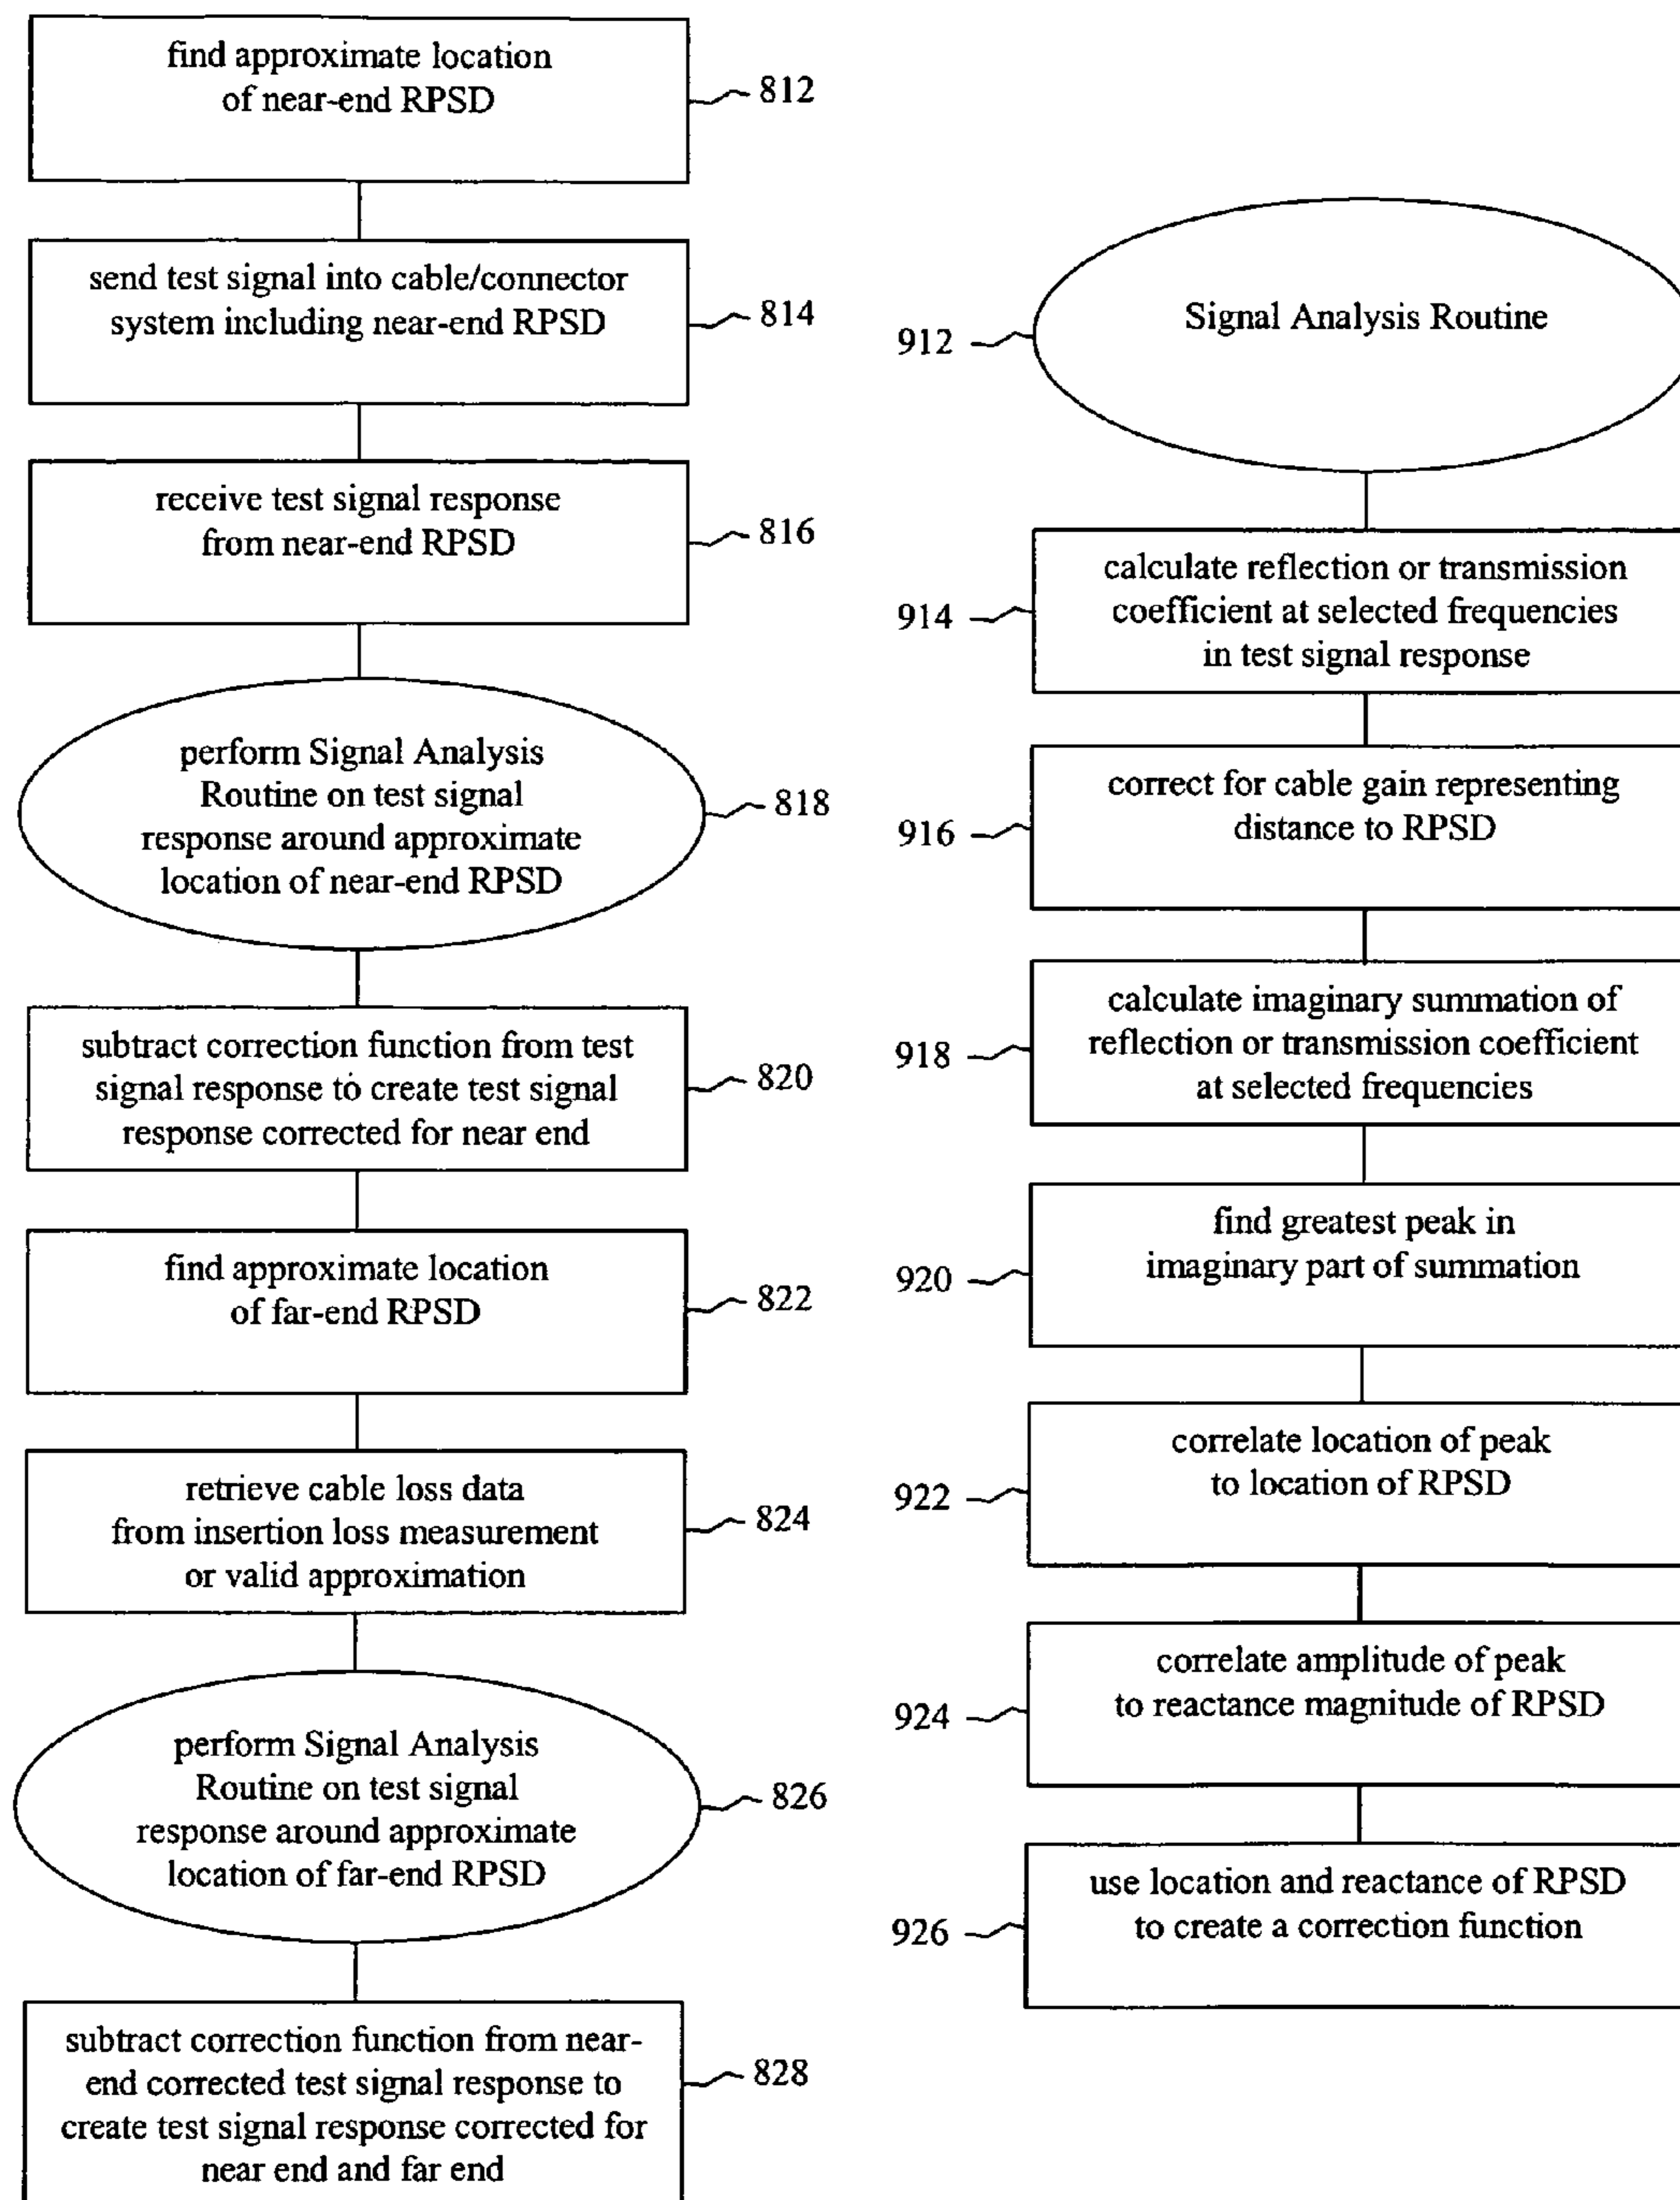 find approximate location
of near-end RPSD
812
send test signal into cable/connector
system including near-end RPSD
814
receive test signal response
from near-end RPSD
816
perform Signal Analysis
Routine on test signal
response around approximate
location of near-end RPSD
818
subtract correction function from test
signal response to create test signal
response corrected for near end
820
find approximate location
of far-end RPSD
822
retrieve cable loss data
from insertion loss measurement
or valid approximation
824
perform Signal Analysis
Routine on test signal
response around approximate
location of far-end RPSD
826
subtract correction function from near-
end corrected test signal response to
create test signal response corrected for
near end and far end
828
Signal Analysis Routine
912
calculate reflection or transmission
coefficient at selected frequencies
in test signal response
914
correct for cable gain representing
distance to RPSD
916
calculate imaginary summation of
reflection or transmission coefficient
at selected frequencies
918
find greatest peak in
imaginary part of summation
920
correlate location of peak
to location of RPSD
922
correlate amplitude of peak
to reactance magnitude of RPSD
924
use location and reactance of RPSD
to create a correction function
926